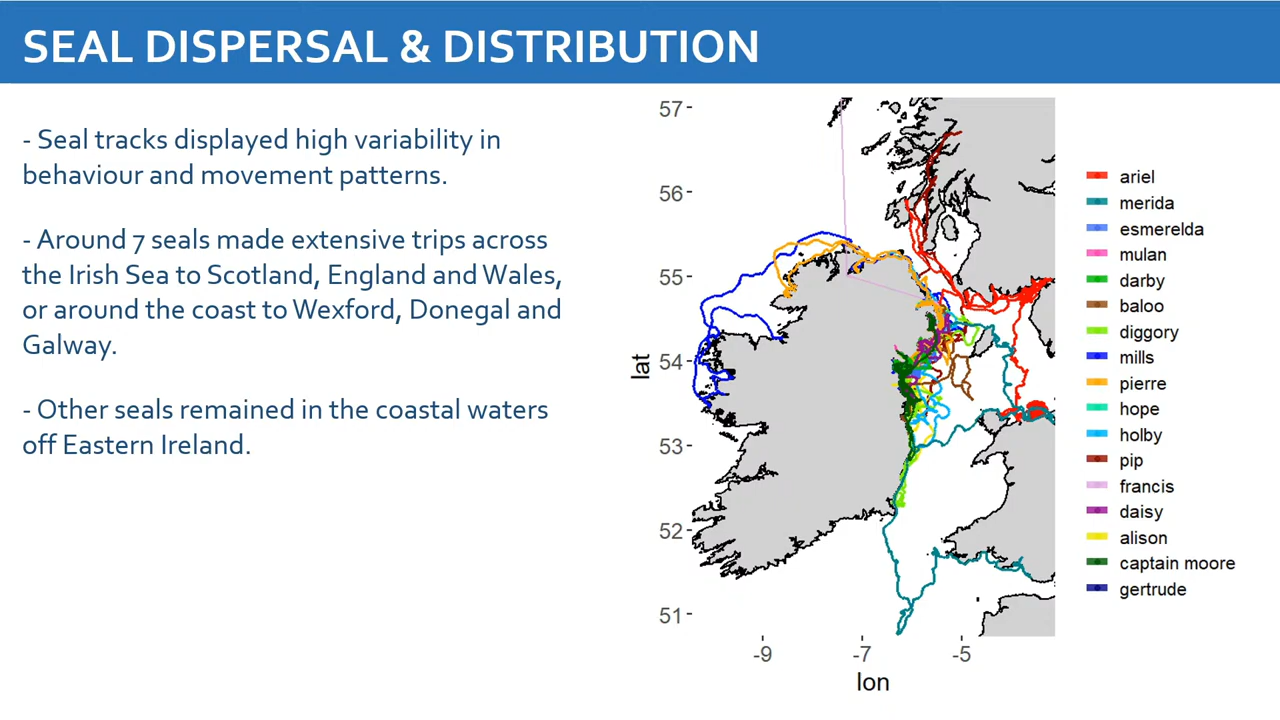 SEAL DISPERSAL & DISTRIBUTION
- Seal tracks displayed high variability in
behaviour and movement patterns.
- Around 7 seals made extensive trips across
the Irish Sea to Scotland, England and Wales,
or around the coast to Wexford, Donegal and
Galway.
- Other seals remained in the coastal waters
off Eastern Ireland.
57
56
55
54
53
52
51
lat
-9
-7
-5
lon
ariel
merida
esmerelda
mulan
darby
baloo
diggory
mills
pierre
hope
holby
pip
francis
daisy
alison
captain moore
gertrude